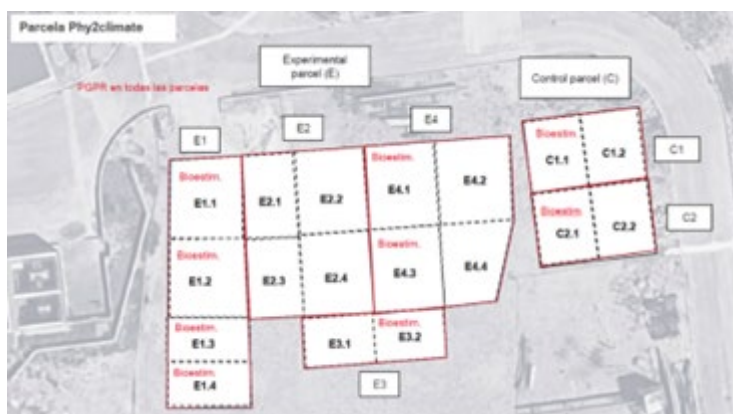 Parcela Phy2climate
Experimental
parcel (E)
Control parcel (C)
PGPR en todas las parcelas
E1
E2
E4
Bioestim.
E1.1
E2.1
E2.2
Bioestim.
E4.1
E4.2
Bioestim.
C1.1
C1.2
C1
Bioestim.
E1.2
E2.3
E2.4
Bioestim.
E4.3
E4.4
Bioestim.
C2.1
C2.2
C2
Bioestim.
E1.3
E3.1
Bioestim.
E3.2
Bioestim.
E1.4
E3